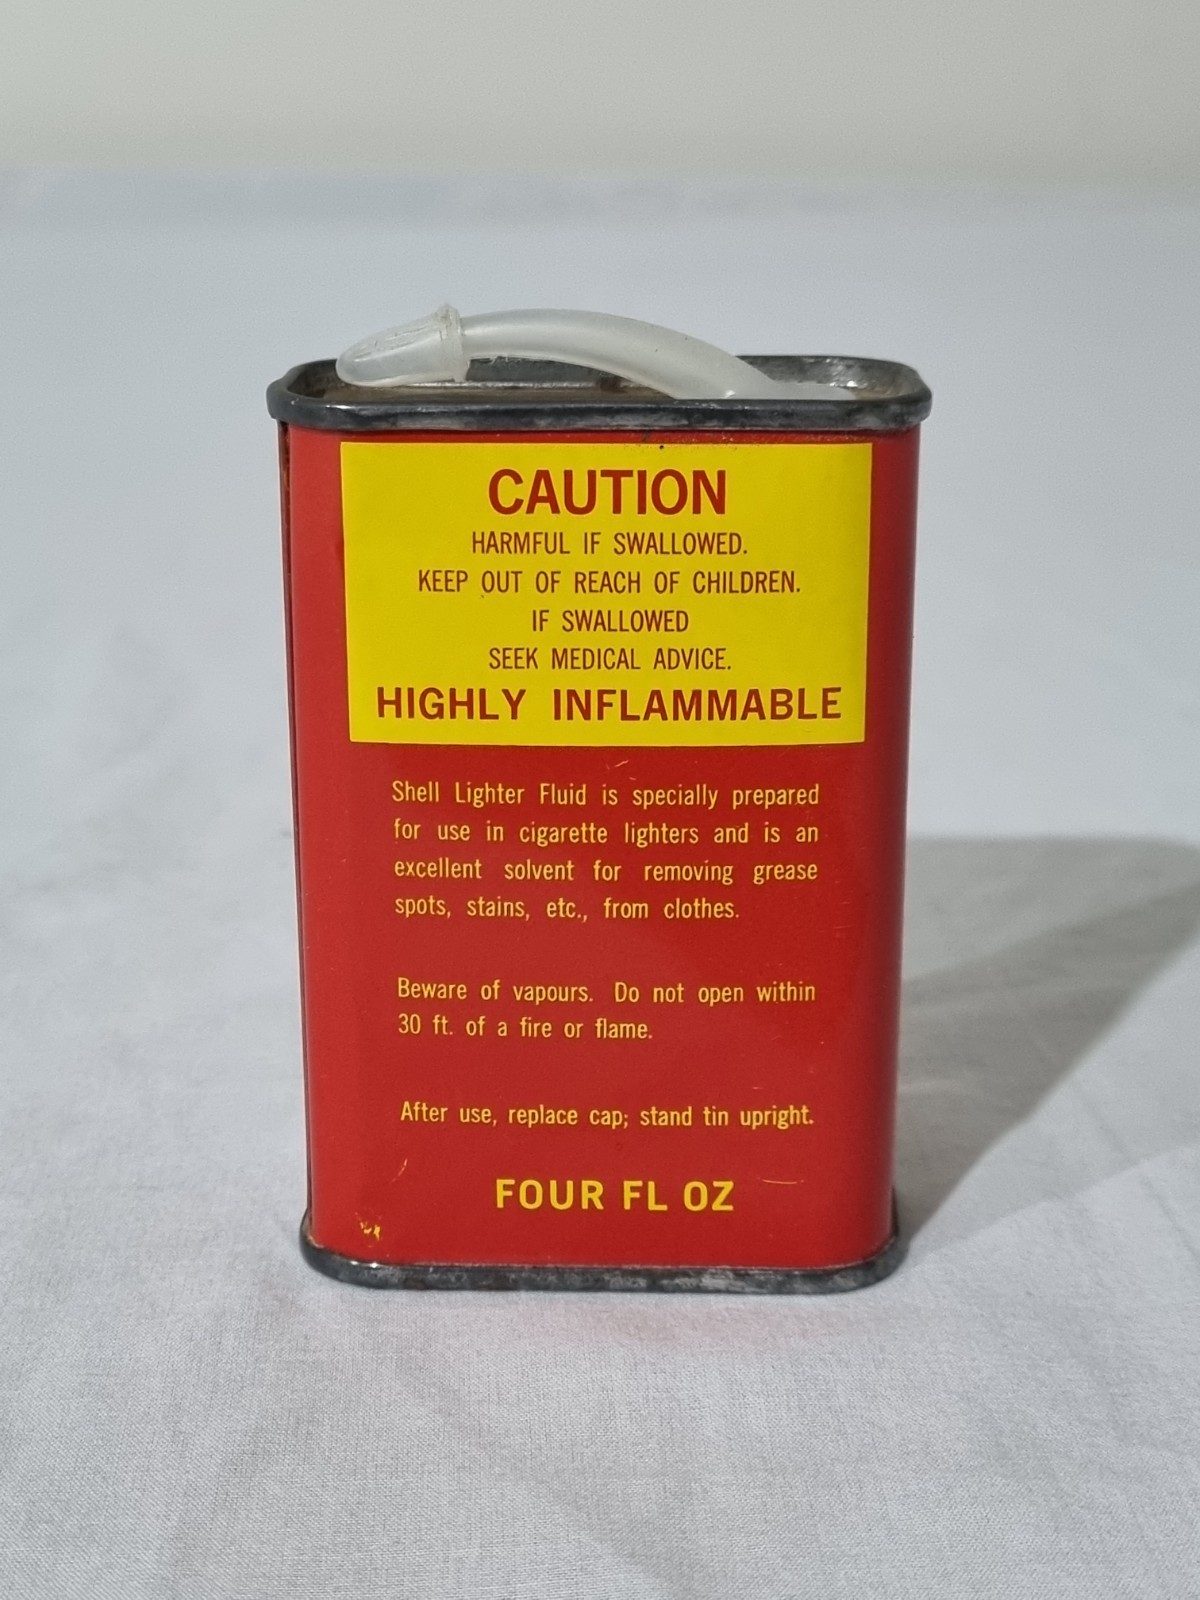 CAUTION
HARMFUL IF SWALLOWED.
KEEP OUT OF REACH OF CHILDREN.
IF SWALLOWED
SEEK MEDICAL ADVICE.
HIGHLY INFLAMMABLE
Shell Lighter Fluid is specially prepared
for use in cigarette lighters and is an
excellent solvent for removing grease
spots, stains, etc., from clothes.
Beware of vapours. Do not open within
30 ft. of a fire or flame.
After use, replace cap; stand tin upright.
FOUR FL OZ